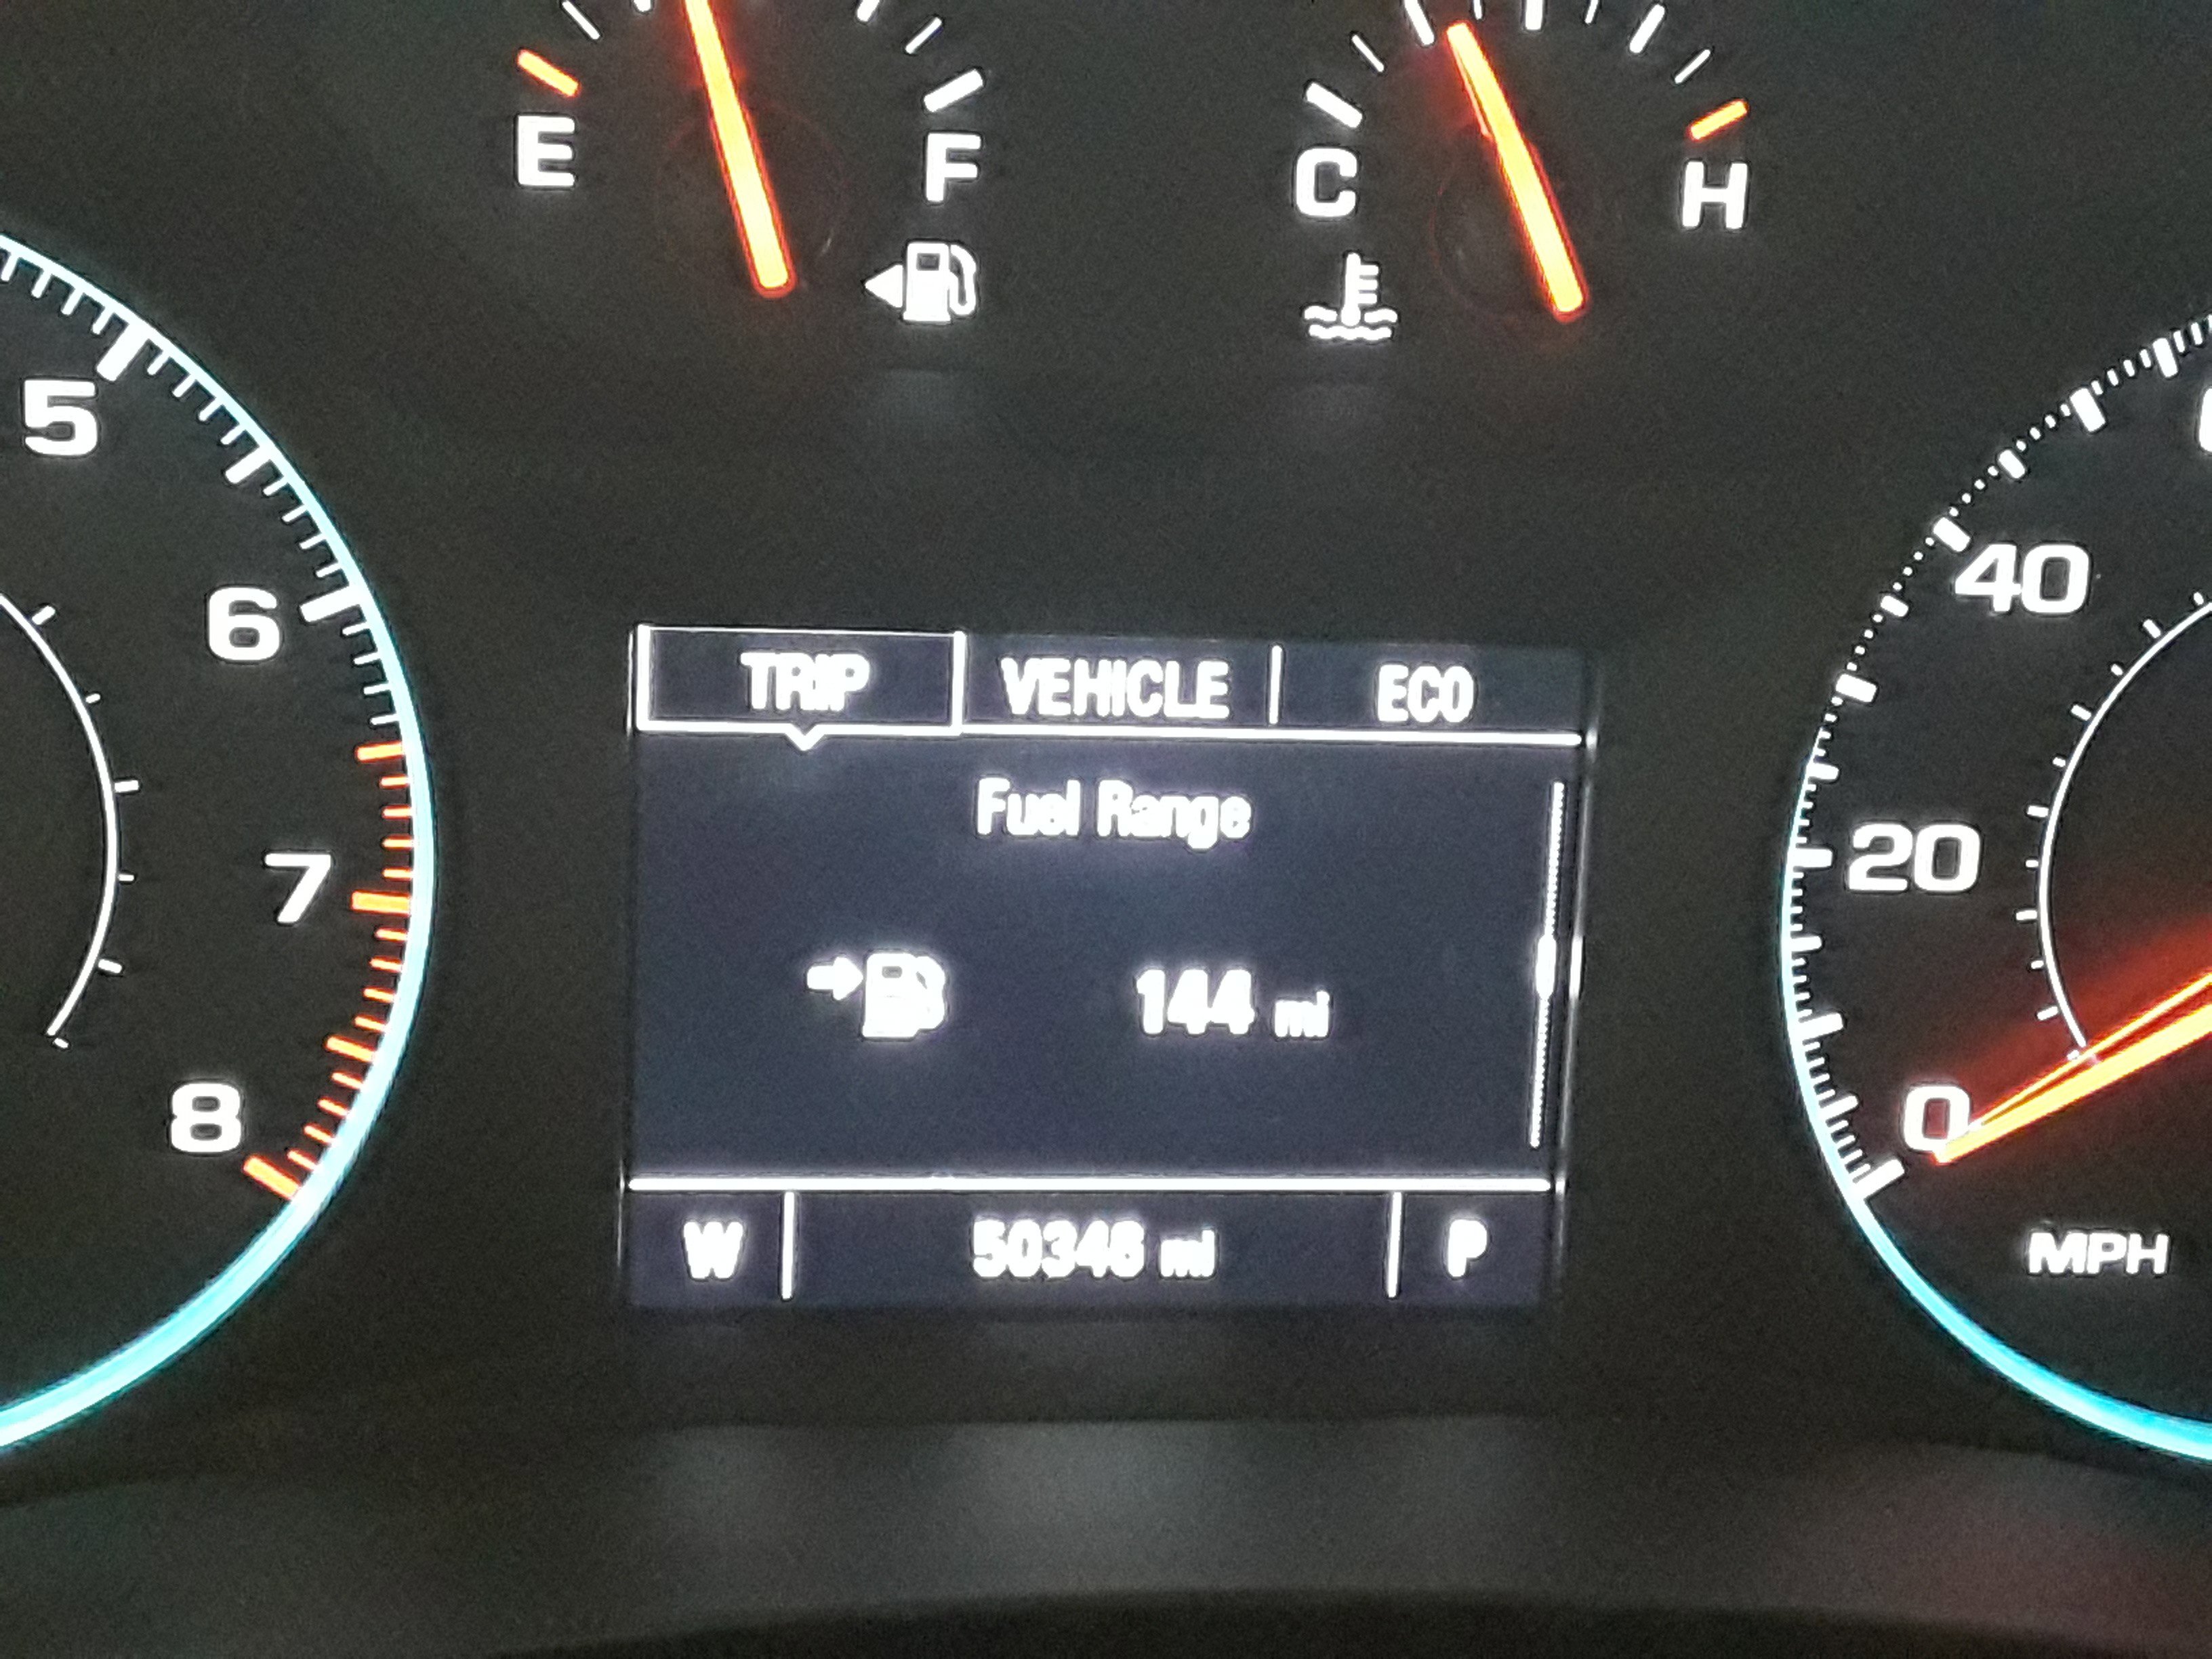 E F
C H
5
6
7
8
40
20
0
MPH
TRIP VEHICLE ECO
Fuel Range
144 mi
W 50346 mi P